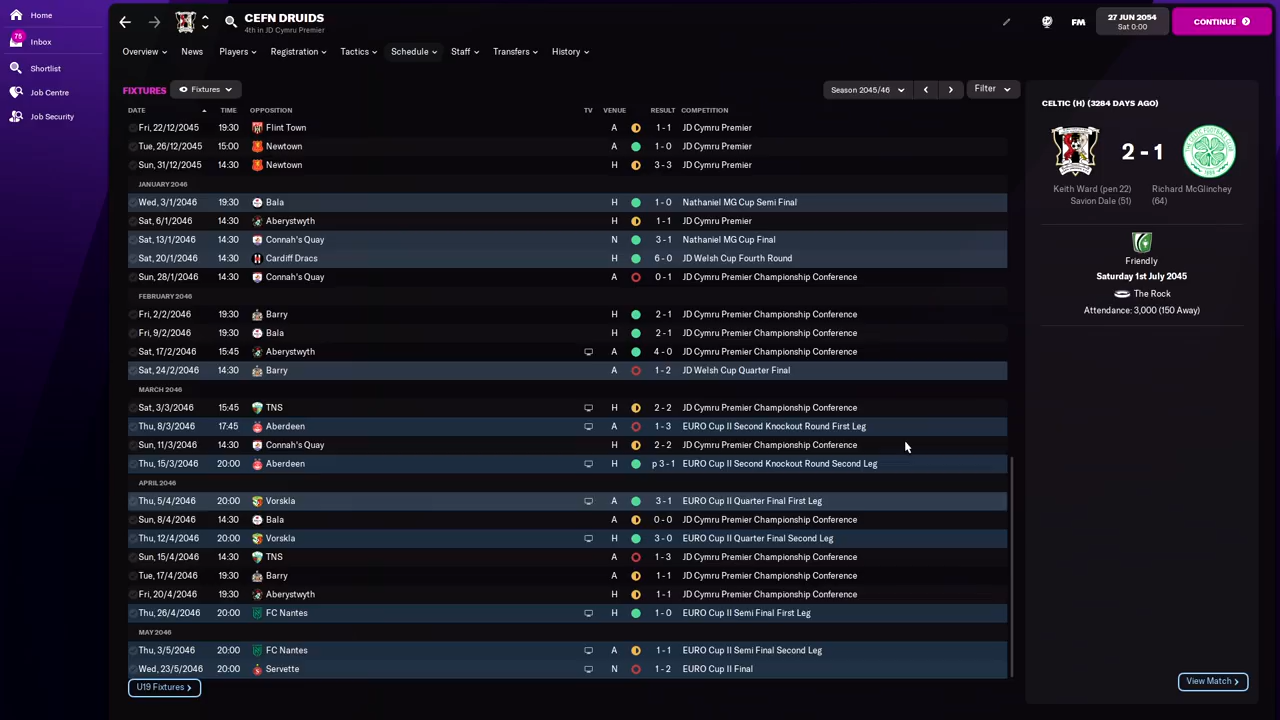 Home
75
Inbox
Shortlist
Job Centre
Job Security
CEFN DRUIDS
4th in JD Cymru Premier
FM
27 JUN 2054
Sat 0:00
CONTINUE
Overview News Players Registration Tactics Schedule Staff Transfers History
FIXTURES Fixtures Season 2045/46 Filter
DATE TIME OPPOSITION TV VENUE RESULT COMPETITION
Fri, 22/12/2045 19:30 Flint Town A 1 - 1 JD Cymru Premier
Tue, 26/12/2045 15:00 Newtown A 1 - 0 JD Cymru Premier
Sun, 31/12/2045 14:30 Newtown H 3 - 3 JD Cymru Premier
JANUARY 2046
Wed, 3/1/2046 19:30 Bala H 1 - 0 Nathaniel MG Cup Semi Final
Sat, 6/1/2046 14:30 Aberystwyth H 1 - 1 JD Cymru Premier
Sat, 13/1/2046 14:30 Connah's Quay N 3 - 1 Nathaniel MG Cup Final
Sat, 20/1/2046 14:30 Cardiff Dracs H 6 - 0 JD Welsh Cup Fourth Round
Sun, 28/1/2046 14:30 Connah's Quay A 0 - 1 JD Cymru Premier Championship Conference
FEBRUARY 2046
Fri, 2/2/2046 19:30 Barry H 2 - 1 JD Cymru Premier Championship Conference
Fri, 9/2/2046 19:30 Bala H 2 - 1 JD Cymru Premier Championship Conference
Sat, 17/2/2046 15:45 Aberystwyth A 4 - 0 JD Cymru Premier Championship Conference
Sat, 24/2/2046 14:30 Barry A 1 - 2 JD Welsh Cup Quarter Final
MARCH 2046
Sat, 3/3/2046 15:45 TNS H 2 - 2 JD Cymru Premier Championship Conference
Thu, 8/3/2046 17:45 Aberdeen A 1 - 3 EURO Cup II Second Knockout Round First Leg
Sun, 11/3/2046 14:30 Connah's Quay H 2 - 2 JD Cymru Premier Championship Conference
Thu, 15/3/2046 20:00 Aberdeen H p 3 - 1 EURO Cup II Second Knockout Round Second Leg
APRIL 2046
Thu, 5/4/2046 20:00 Vorskla A 3 - 1 EURO Cup II Quarter Final First Leg
Sun, 8/4/2046 14:30 Bala A 0 - 0 JD Cymru Premier Championship Conference
Thu, 12/4/2046 20:00 Vorskla H 3 - 0 EURO Cup II Quarter Final Second Leg
Sun, 15/4/2046 14:30 TNS A 1 - 3 JD Cymru Premier Championship Conference
Tue, 17/4/2046 19:30 Barry A 1 - 1 JD Cymru Premier Championship Conference
Fri, 20/4/2046 19:30 Aberystwyth H 1 - 1 JD Cymru Premier Championship Conference
Thu, 26/4/2046 20:00 FC Nantes H 1 - 0 EURO Cup II Semi Final First Leg
MAY 2046
Thu, 3/5/2046 20:00 FC Nantes A 1 - 1 EURO Cup II Semi Final Second Leg
Wed, 23/5/2046 20:00 Servette N 1 - 2 EURO Cup II Final
U19 Fixtures
CELTIC (H) (3284 DAYS AGO)
2 - 1
Keith Ward (pen 22) Richard McGlinchey
Savion Dale (51) (64)
Friendly
Saturday 1st July 2045
The Rock
Attendance: 3,000 (150 Away)
View Match